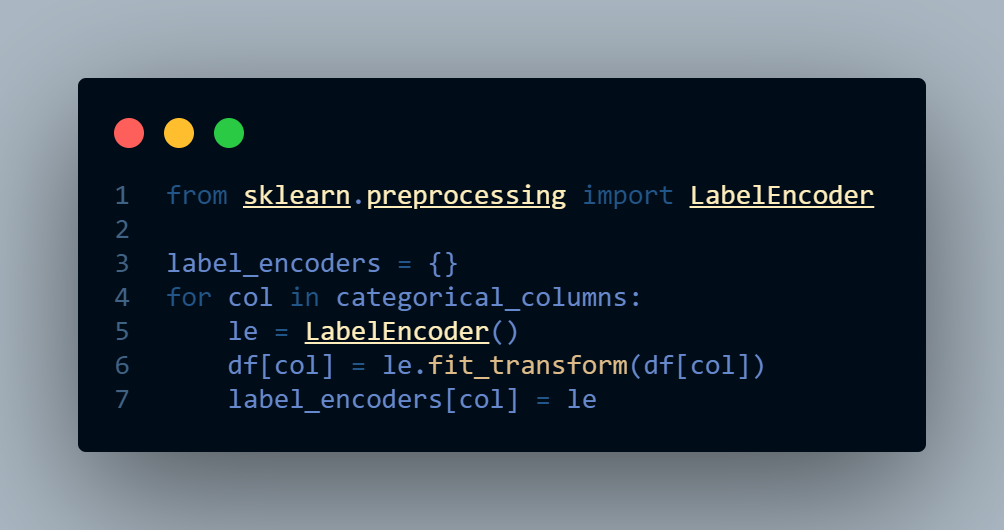 1 from sklearn.preprocessing import LabelEncoder
2
3 label_encoders = {}
4 for col in categorical_columns:
5     le = LabelEncoder()
6     df[col] = le.fit_transform(df[col])
7     label_encoders[col] = le